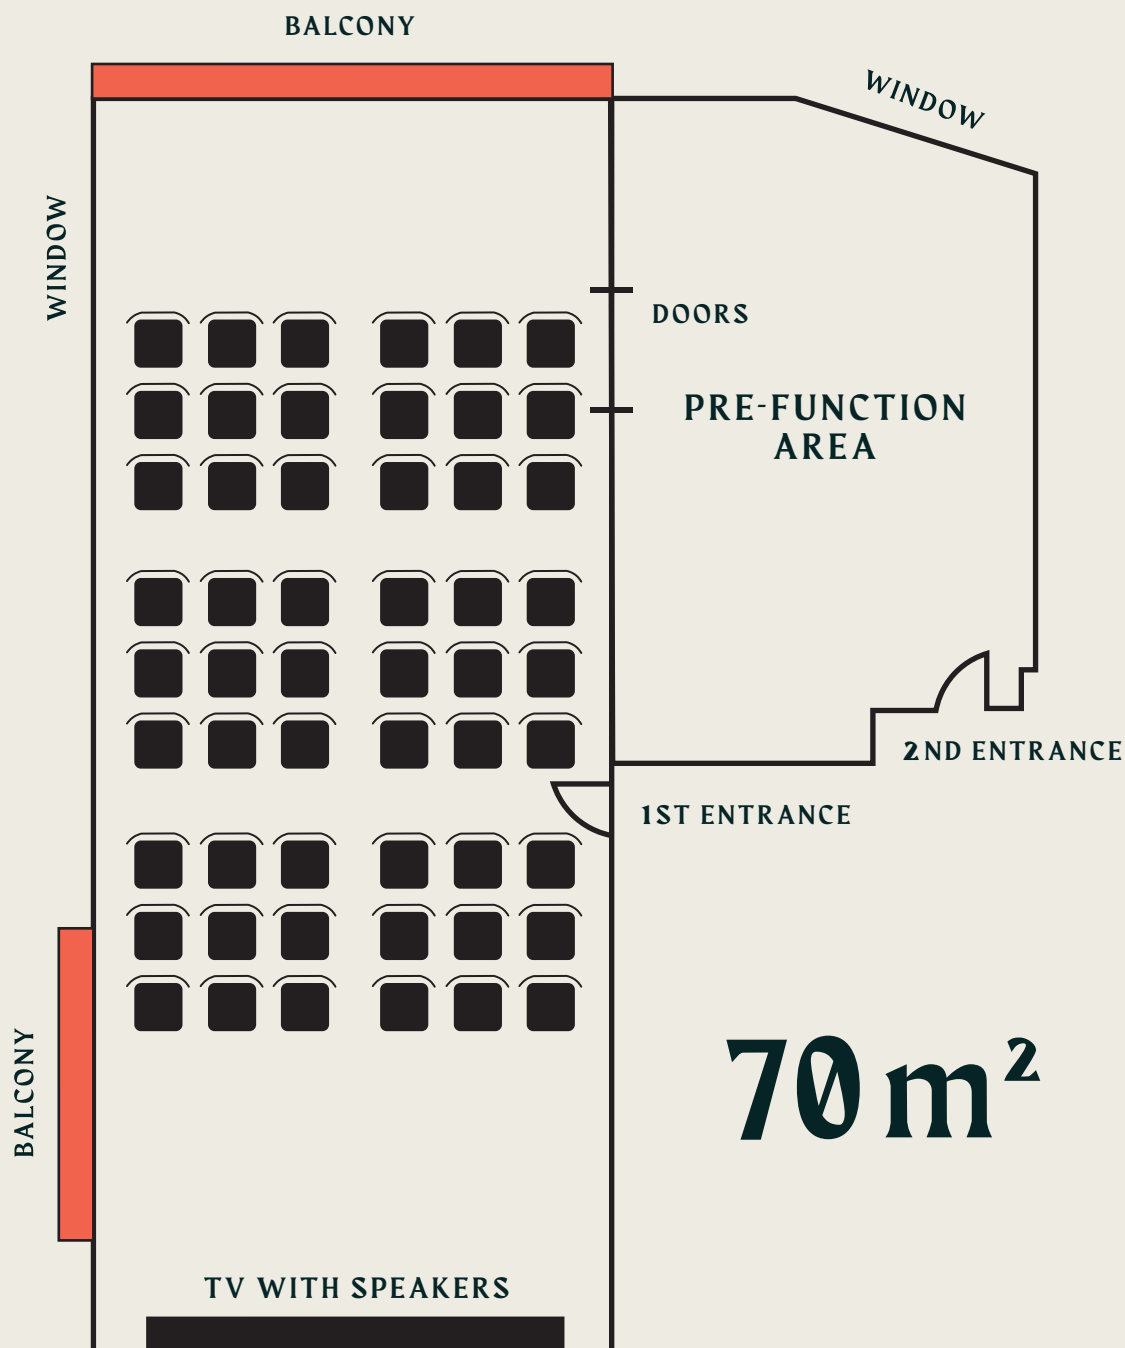 BALCONY
WINDOW
WINDOW
DOORS
PRE-FUNCTION
AREA
2ND ENTRANCE
1ST ENTRANCE
BALCONY
70 m²
TV WITH SPEAKERS